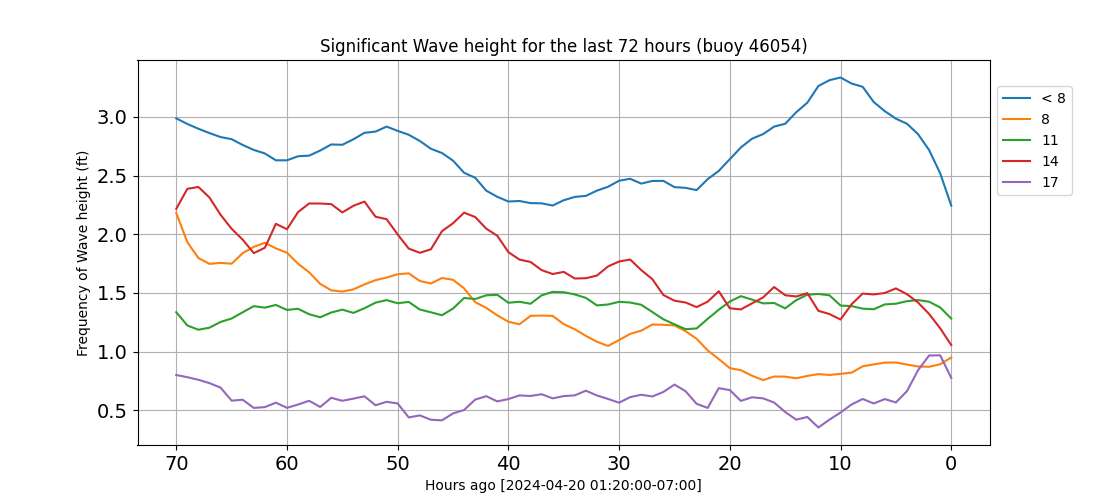 Significant Wave height for the last 72 hours (buoy 46054)
Frequency of Wave height (ft)
3.0
2.5
2.0
1.5
1.0
0.5
70 60 50 40 30 20 10 0
Hours ago [2024-04-20 01:20:00-07:00]
< 8
8
11
14
17